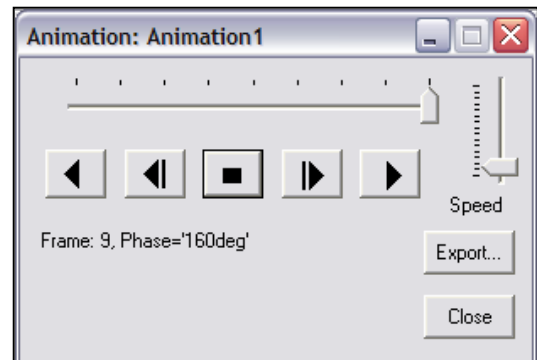 Animation: Animation1
Speed
Frame: 9, Phase='160deg'
Export...
Close